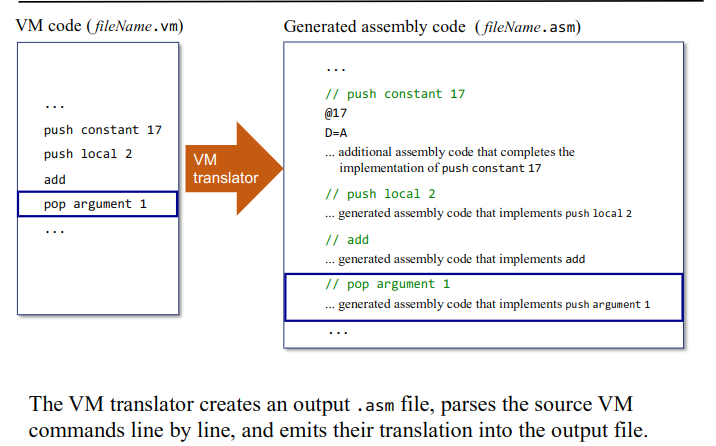 VM code ( fileName.vm)
...
push constant 17
push local 2
add
pop argument 1
...
VM
translator
Generated assembly code ( fileName.asm)
...
// push constant 17
@17
D=A
... additional assembly code that completes the
implementation of push constant 17
// push local 2
... generated assembly code that implements push local 2
// add
... generated assembly code that implements add
// pop argument 1
... generated assembly code that implements push argument 1
...
The VM translator creates an output .asm file, parses the source VM
commands line by line, and emits their translation into the output file.